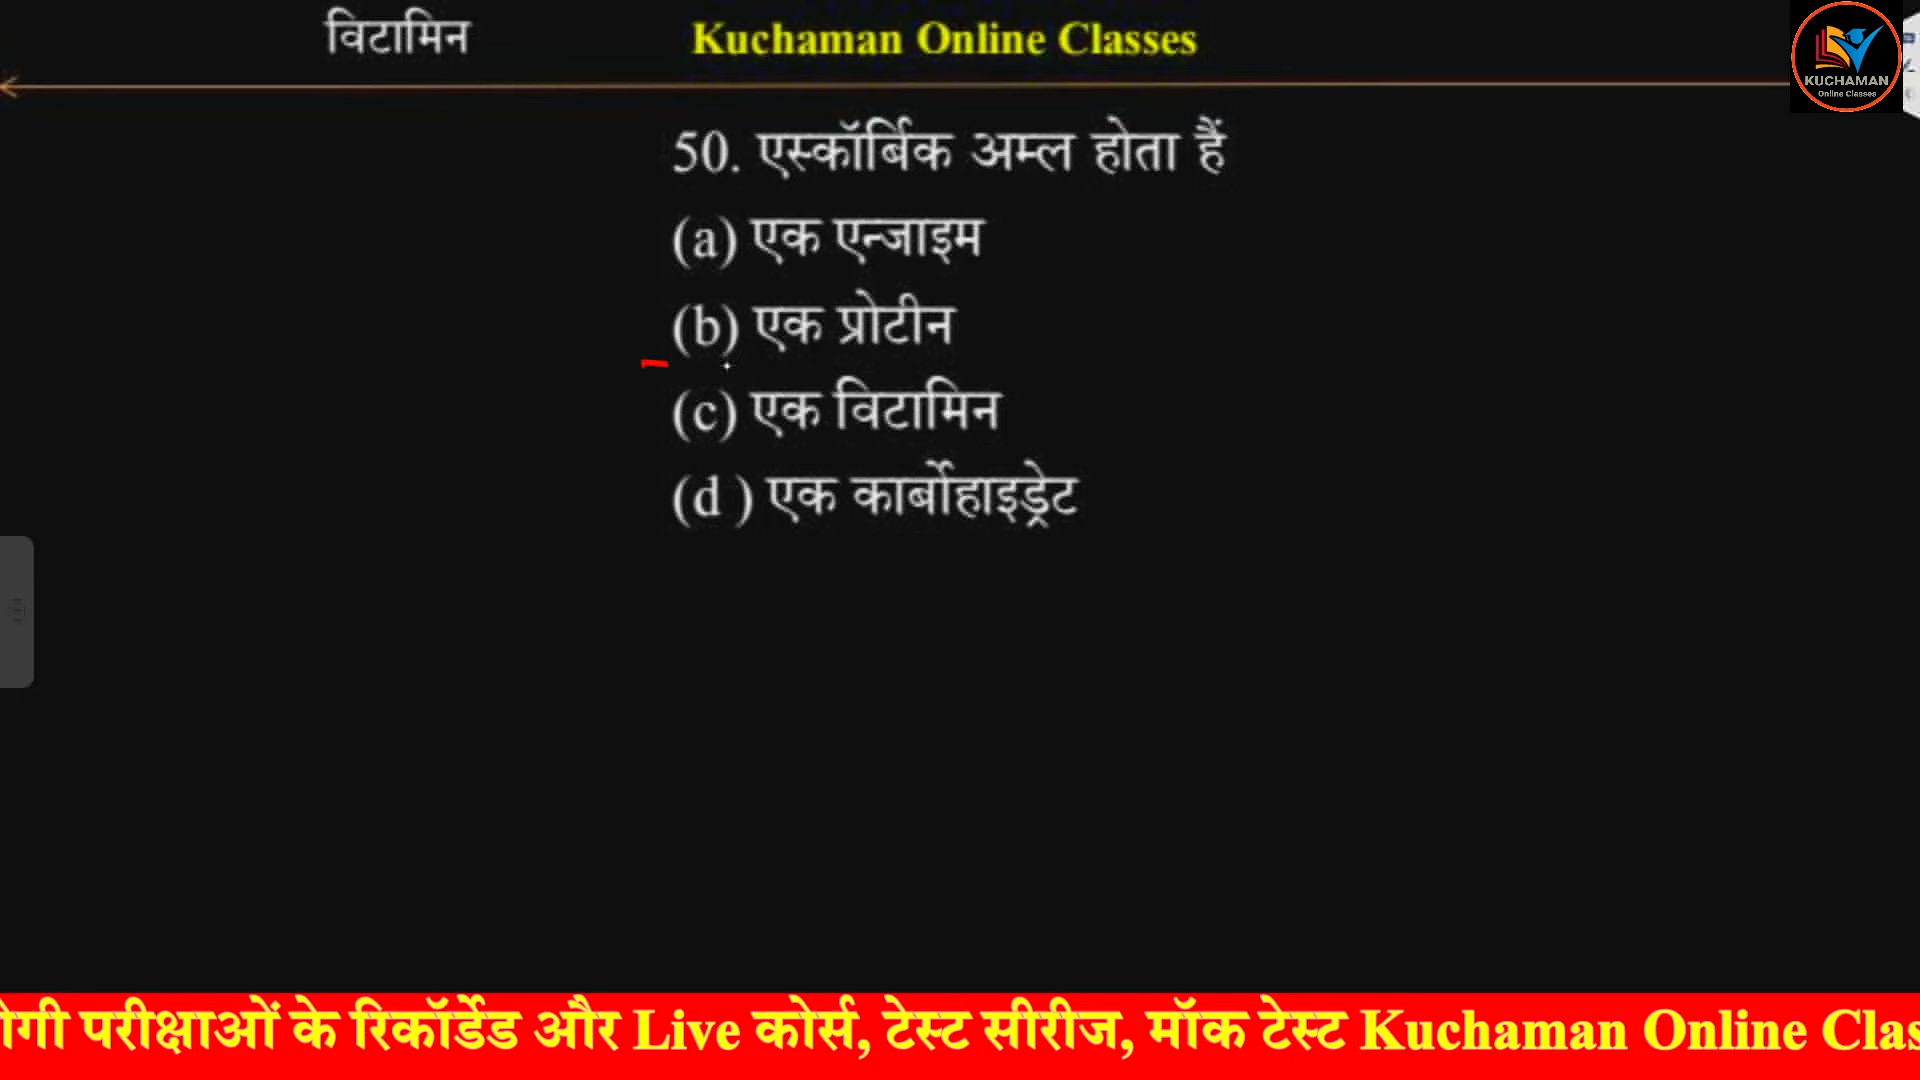 विटामिन
Kuchaman Online Classes
KUCHAMAN
Online Classes
50. एस्कॉर्बिक अम्ल होता हैं
(a) एक एन्जाइम
(b) एक प्रोटीन
(c) एक विटामिन
(d ) एक कार्बोहाइड्रेट
परीक्षाओं के रिकॉर्डेड और Live कोर्स, टेस्ट सीरीज, मॉक टेस्ट Kuchaman Online